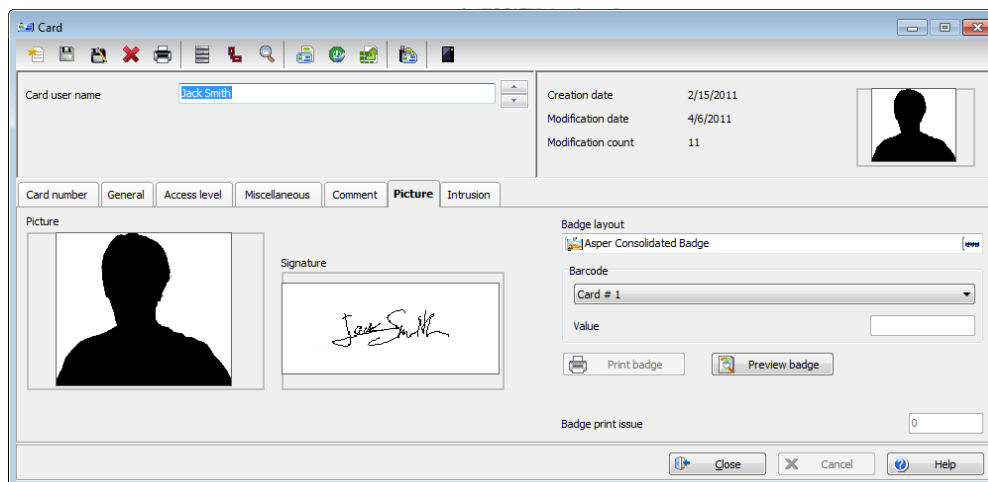 Card
Card user name
Jack Smith
Creation date 2/15/2011
Modification date 4/6/2011
Modification count 11
Card number General Access level Miscellaneous Comment Picture Intrusion
Picture
Signature
Jack Smith
Badge layout
Asper Consolidated Badge
Barcode
Card # 1
Value
Print badge Preview badge
Badge print issue 0
Close Cancel Help